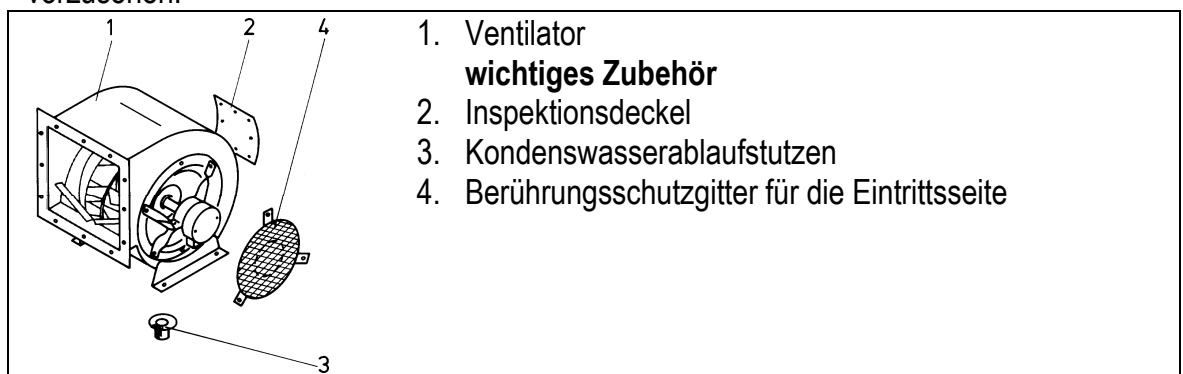 1 2 4
1. Ventilator
wichtiges Zubehör
2. Inspektionsdeckel
3. Kondenswasserablaufstutzen
4. Berührungsschutzgitter für die Eintrittsseite
3